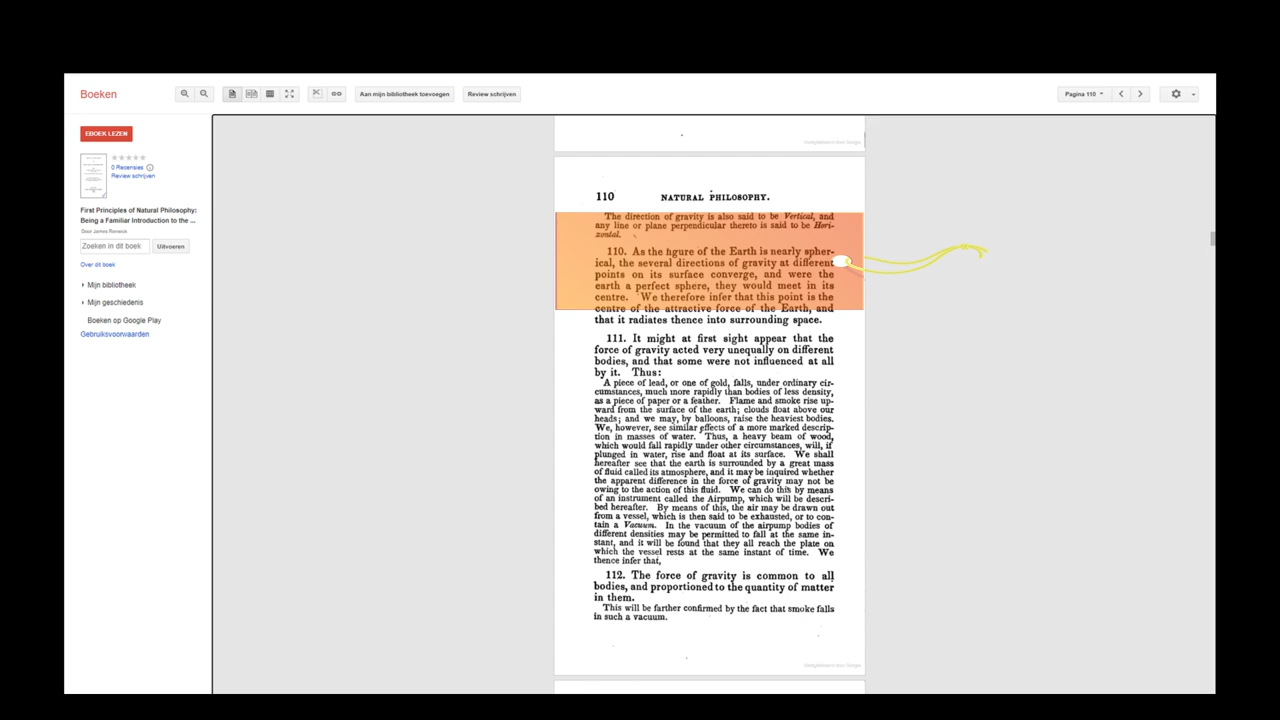 Boeken
Aan mijn bibliotheek toevoegen
Review schrijven
Pagina 110
EBOEK LEZEN
0 Recensies
Review schrijven
First Principles of Natural Philosophy:
Being a Familiar Introduction to the ...
Door James Renwick
Zoeken in dit boek
Uitvoeren
Over dit boek
Mijn bibliotheek
Mijn geschiedenis
Boeken op Google Play
Gebruiksvoorwaarden
Gedigitaliseerd door Google
110 NATURAL PHILOSOPHY.
The direction of gravity is also said to be Vertical, and
any line or plane perpendicular thereto is said to be Hori-
zontal.
110. As the figure of the Earth is nearly spher-
ical, the several directions of gravity at different
points on its surface converge, and were the
earth a perfect sphere, they would meet in its
centre. We therefore infer that this point is the
centre of the attractive force of the Earth, and
that it radiates thence into surrounding space.
111. It might at first sight appear that the
force of gravity acted very unequally on different
bodies, and that some were not influenced at all
by it. Thus:
A piece of lead, or one of gold, falls, under ordinary cir-
cumstances, much more rapidly than bodies of less density,
as a piece of paper or a feather. Flame and smoke rise up-
ward from the surface of the earth; clouds float above our
heads; and we may, by balloons, raise the heaviest bodies.
We, however, see similar effects of a more marked descrip-
tion in masses of water. Thus, a heavy beam of wood,
which would fall rapidly under other circumstances, will, if
plunged in water, rise and float at its surface. We shall
hereafter see that the earth is surrounded by a great mass
of fluid called its atmosphere, and it may be inquired whether
the apparent difference in the force of gravity may not be
owing to the action of this fluid. We can do this by means
of an instrument called the Airpump, which will be descri-
bed hereafter. By means of this, the air may be drawn out
from a vessel, which is then said to be exhausted, or to con-
tain a Vacuum. In the vacuum of the airpump bodies of
different densities may be permitted to fall at the same in-
stant, and it will be found that they all reach the plate on
which the vessel rests at the same instant of time. We
thence infer that,
112. The force of gravity is common to all
bodies, and proportioned to the quantity of matter
in them.
This will be farther confirmed by the fact that smoke falls
in such a vacuum.
Gedigitaliseerd door Google